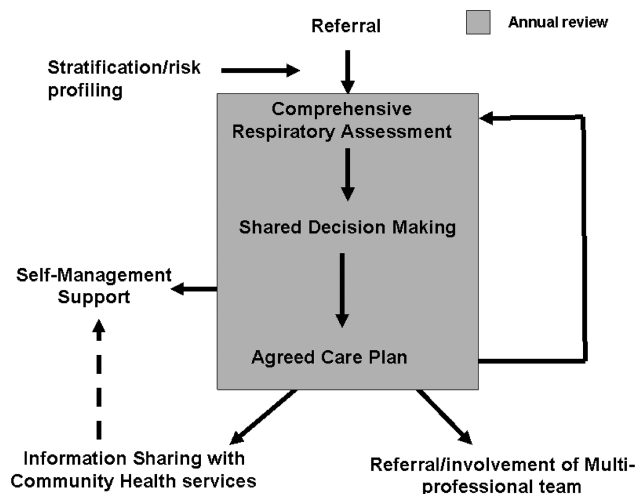 Referral
Annual review
Stratification/risk
profiling
Comprehensive
Respiratory Assessment
Shared Decision Making
Self-Management
Support
Agreed Care Plan
Information Sharing with
Community Health services
Referral/involvement of Multi-
professional team